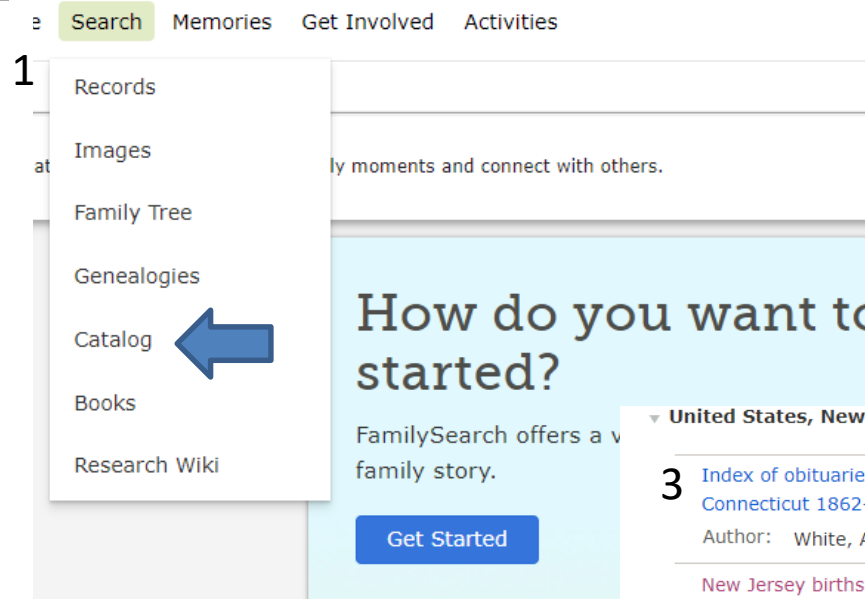 Search Memories Get Involved Activities
1
Records
Images
ly moments and connect with others.
Family Tree
Genealogies
Catalog
Books
Research Wiki
How do you want to
started?
FamilySearch offers a v
family story.
Get Started
United States, New
3
Index of obituarie
Connecticut 1862-
Author: White, A
New Jersey births